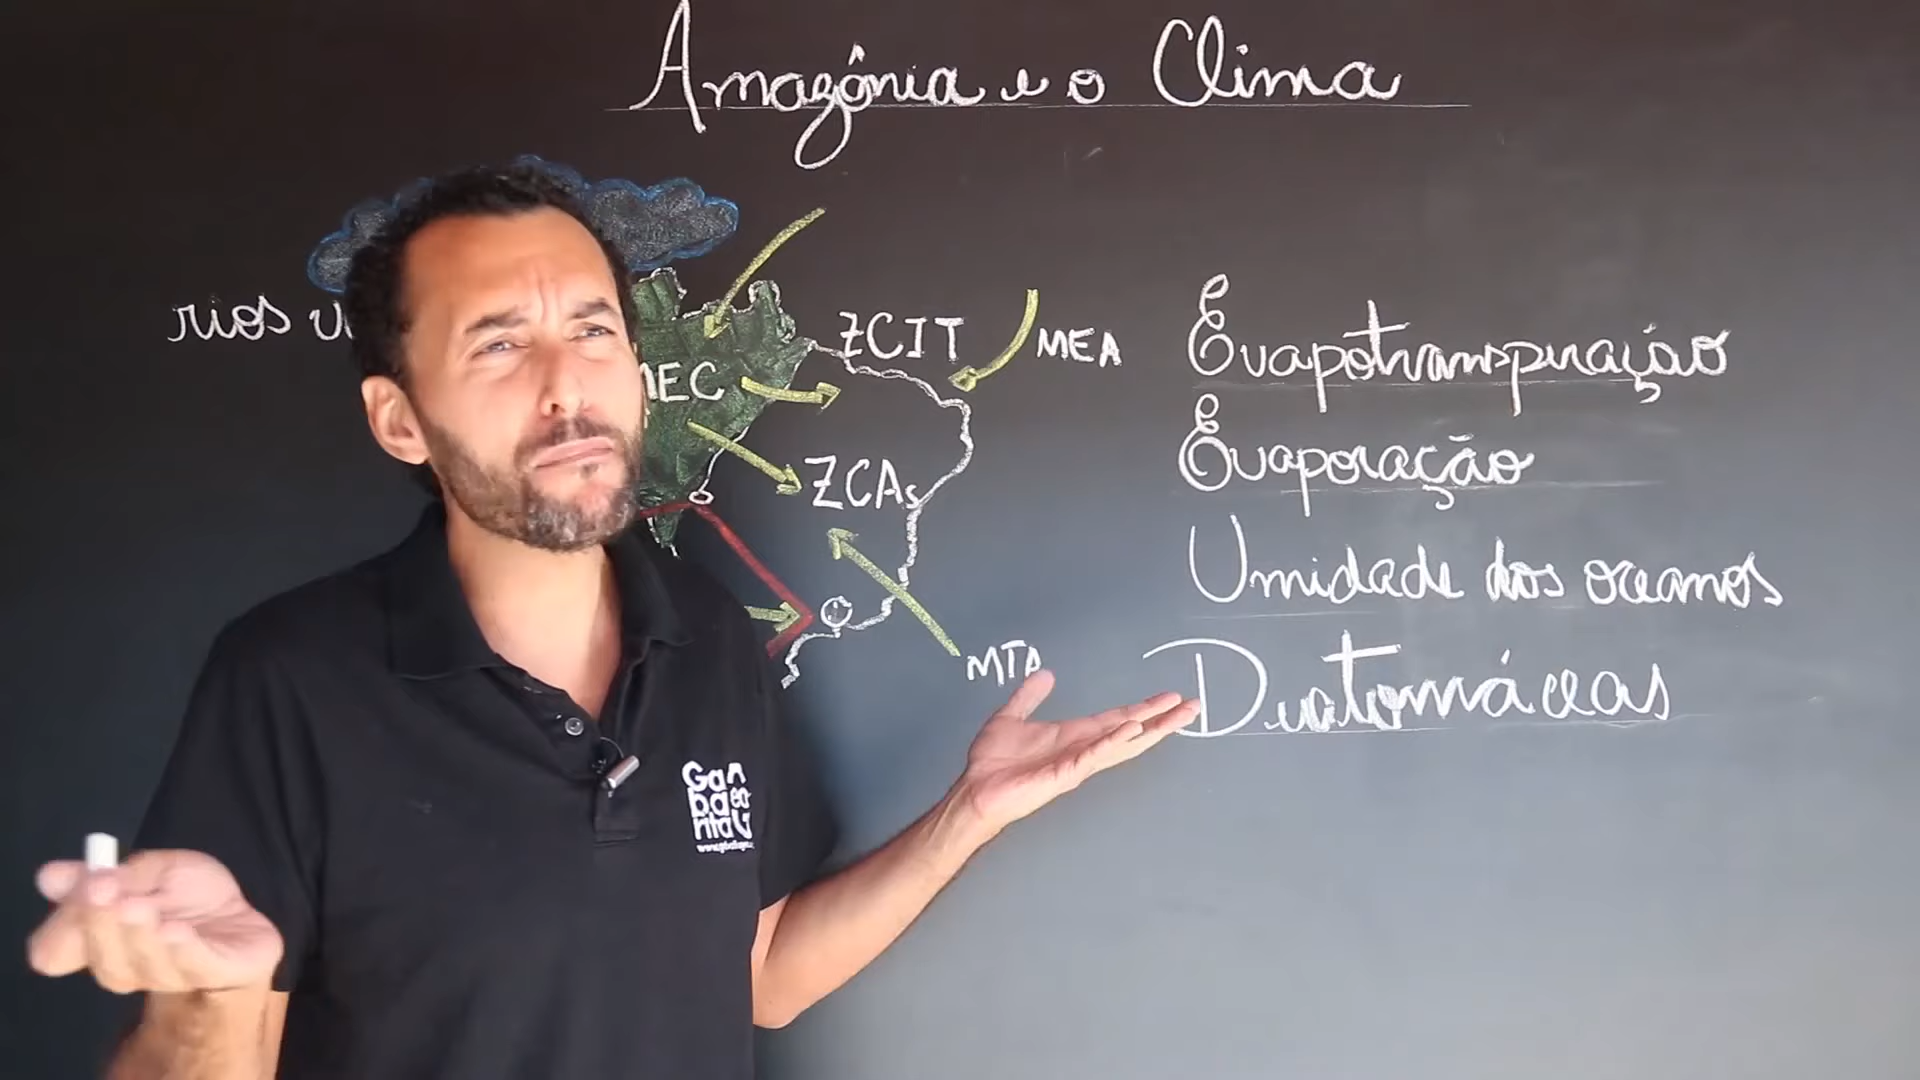 Amazônia e o Clima
rios v
ZCIT
MEA
MEC
ZCAs
MTA
Evapotranspiração
Evaporação
Umidade dos oceanos
Diatomáceas